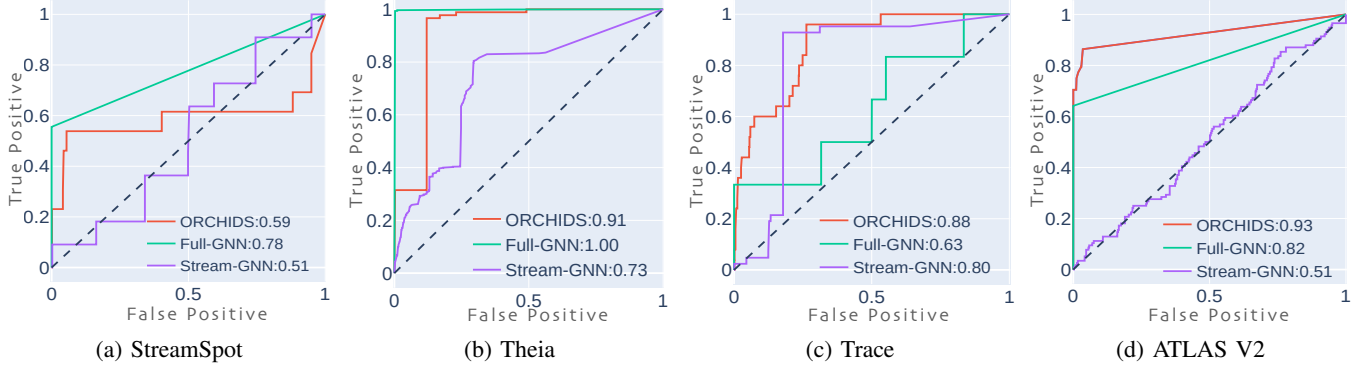 True Positive
1
0.8
0.6
0.4
0.2
0
ORCHIDS:0.59
Full-GNN:0.78
Stream-GNN:0.51
0
0.5
1
False Positive
(a) StreamSpot
True Positive
1
0.8
0.6
0.4
0.2
0
ORCHIDS:0.91
Full-GNN:1.00
Stream-GNN:0.73
0
0.5
1
False Positive
(b) Theia
True Positive
1
0.8
0.6
0.4
0.2
0
ORCHIDS:0.88
Full-GNN:0.63
Stream-GNN:0.80
0
0.5
1
False Positive
(c) Trace
True Positive
1
0.8
0.6
0.4
0.2
0
ORCHIDS:0.93
Full-GNN:0.82
Stream-GNN:0.51
0
0.5
1
False Positive
(d) ATLAS V2